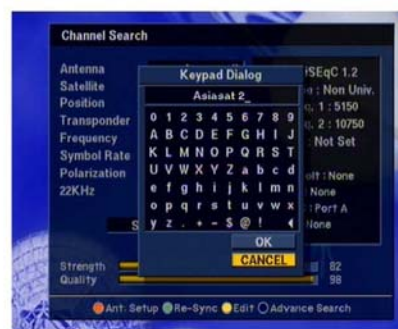 Channel Search
Antenna
Satellite
Position
Transponder
Frequency
Symbol Rate
Polarization
22KHz
Keypad Dialog
Asiasat 2_
0 1 2 3 4 5 6 7 8 9
A B C D E F G H I J
K L M N O P Q R S T
U V W X Y Z a b c d
e f g h i j k l m n
o p q r s t u v w x
y z . + - $ @ !
OK
CANCEL
iSEqC 1.2
: Non Univ.
. 1 : 5150
. 2 : 10750
: Not Set
olt : None
: None
: Port A
None
S
Strength 82
Quality 98
Ant. Setup Re-Sync Edit Advance Search